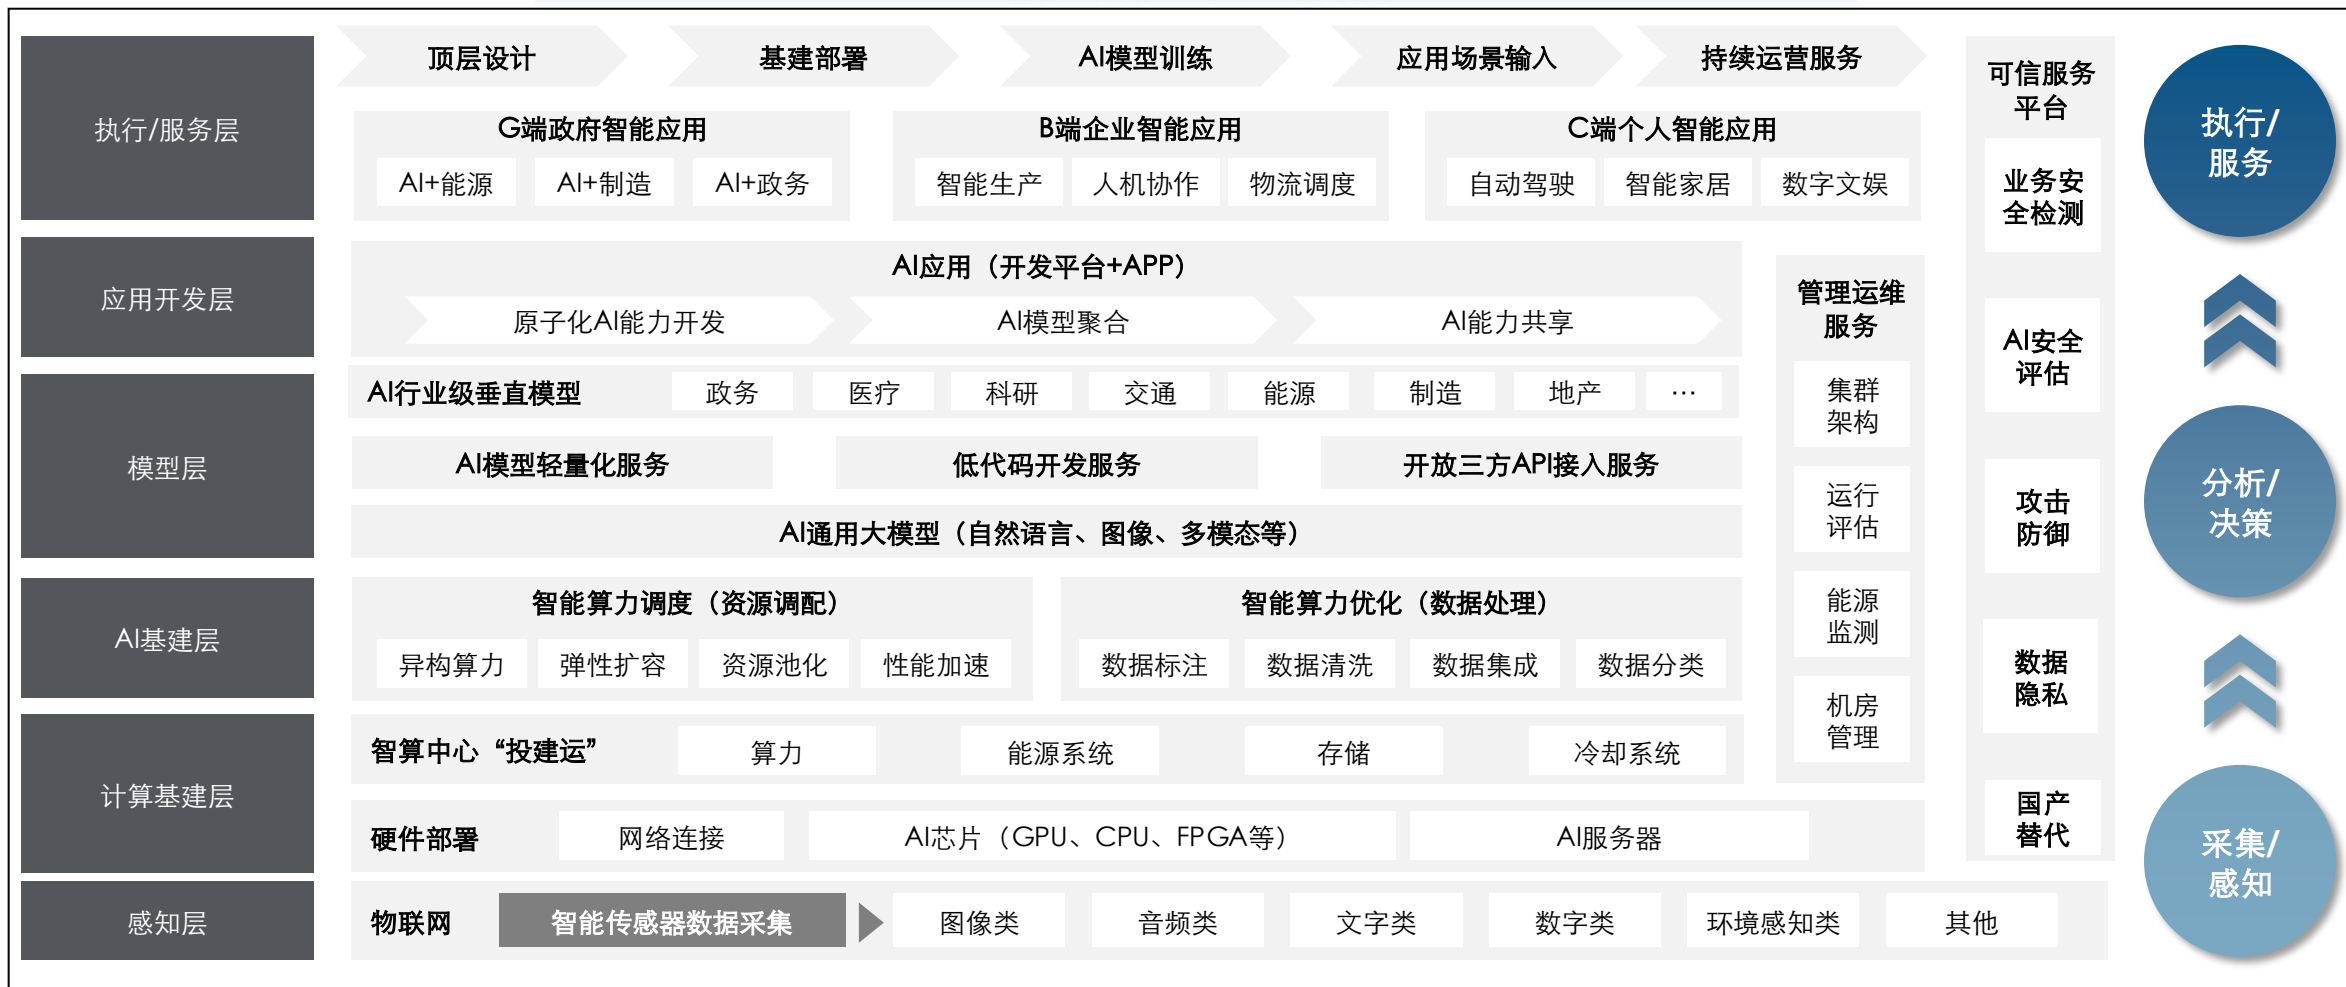 执行/服务层
顶层设计
基建部署
AI模型训练
应用场景输入
持续运营服务
G端政府智能应用
AI+能源
AI+制造
AI+政务
B端企业智能应用
智能生产
人机协作
物流调度
C端个人智能应用
自动驾驶
智能家居
数字文娱
应用开发层
AI应用（开发平台+APP）
原子化AI能力开发
AI模型聚合
AI能力共享
模型层
AI行业级垂直模型
政务
医疗
科研
交通
能源
制造
地产
…
AI模型轻量化服务
低代码开发服务
开放三方API接入服务
AI通用大模型（自然语言、图像、多模态等）
AI基建层
智能算力调度（资源调配）
异构算力
弹性扩容
资源池化
性能加速
智能算力优化（数据处理）
数据标注
数据清洗
数据集成
数据分类
计算基建层
智算中心“投建运”
算力
能源系统
存储
冷却系统
硬件部署
网络连接
AI芯片（GPU、CPU、FPGA等）
AI服务器
感知层
物联网
智能传感器数据采集
图像类
音频类
文字类
数字类
环境感知类
其他
管理运维
服务
集群
架构
运行
评估
能源
监测
机房
管理
可信服务
平台
业务安
全检测
AI安全
评估
攻击
防御
数据
隐私
国产
替代
执行/
服务
分析/
决策
采集/
感知